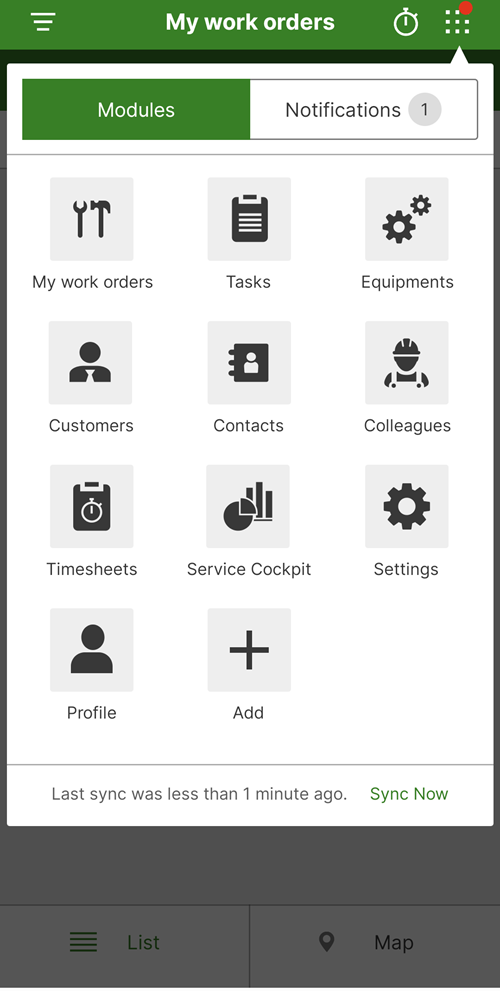 My work orders
Modules
Notifications 1
My work orders Tasks Equipments
Customers Contacts Colleagues
Timesheets Service Cockpit Settings
Profile Add
Last sync was less than 1 minute ago. Sync Now
List Map